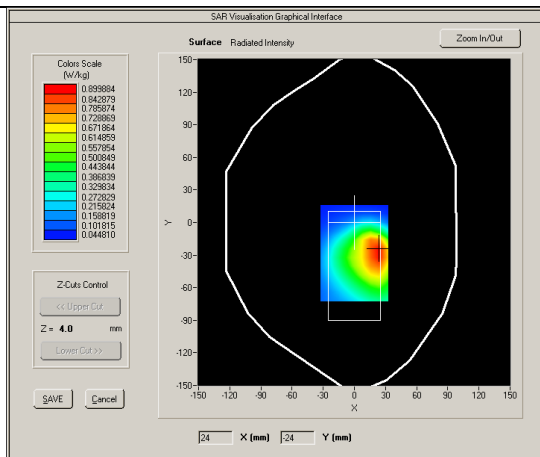 SAR Visualisation Graphical Interface
Surface Radiated Intensity
Zoom In/Out
Colors Scale
(W/kg)
0.899884
0.842879
0.785874
0.728869
0.671864
0.614859
0.557854
0.500849
0.443844
0.386839
0.329834
0.272829
0.215824
0.158819
0.101815
0.044810
Z-Cuts Control
<< Upper Cut
Z = 4.0 mm
Lower Cut >>
SAVE Cancel
150
120
90
60
30
0
-30
-60
-90
-120
-150
Y
-150 -120 -90 -60 -30 0 30 60 90 120 150
X
24 X (mm) -24 Y (mm)